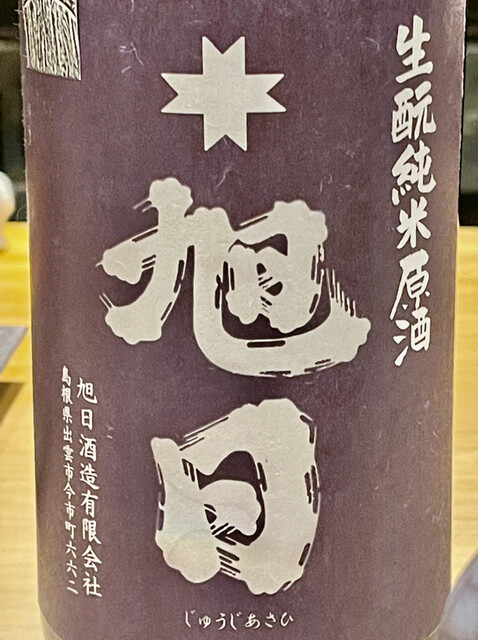 生酛純米原酒
旭日
旭日酒造有限会社
島根県出雲市今市町六六二
じゅうじあさひ